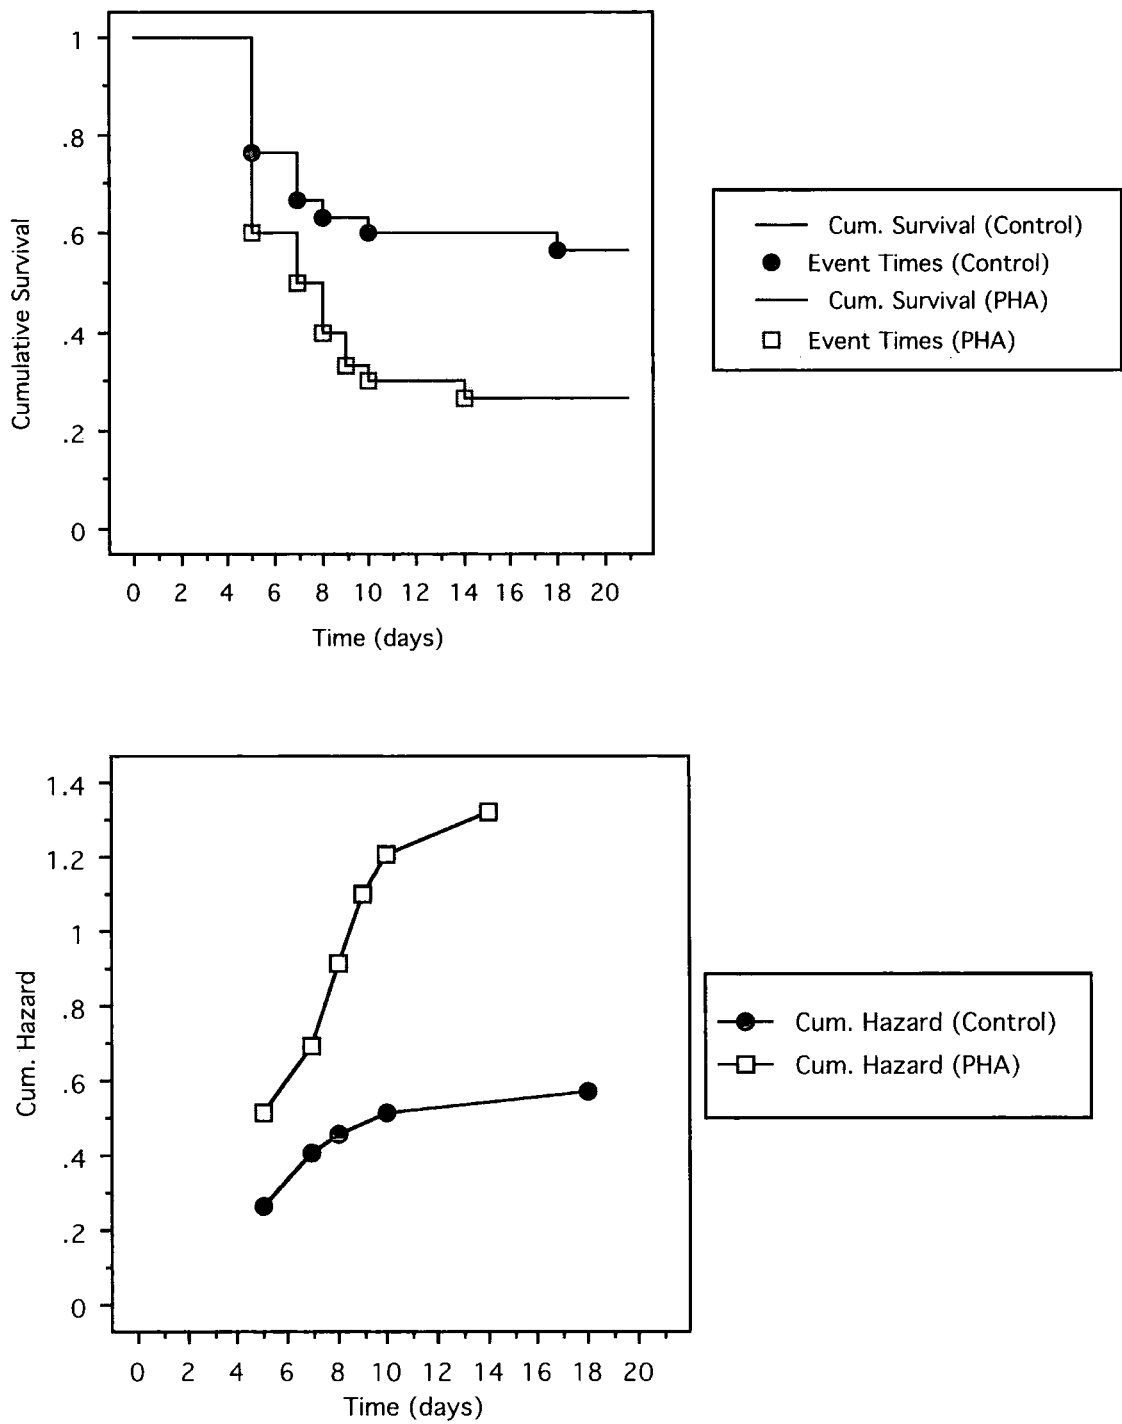 1
.8
.6
.4
.2
0
Cumulative Survival
0 2 4 6 8 10 12 14 16 18 20
Time (days)
Cum. Survival (Control)
Event Times (Control)
Cum. Survival (PHA)
Event Times (PHA)
1.4
1.2
1
.8
.6
.4
.2
0
Cum. Hazard
0 2 4 6 8 10 12 14 16 18 20
Time (days)
Cum. Hazard (Control)
Cum. Hazard (PHA)